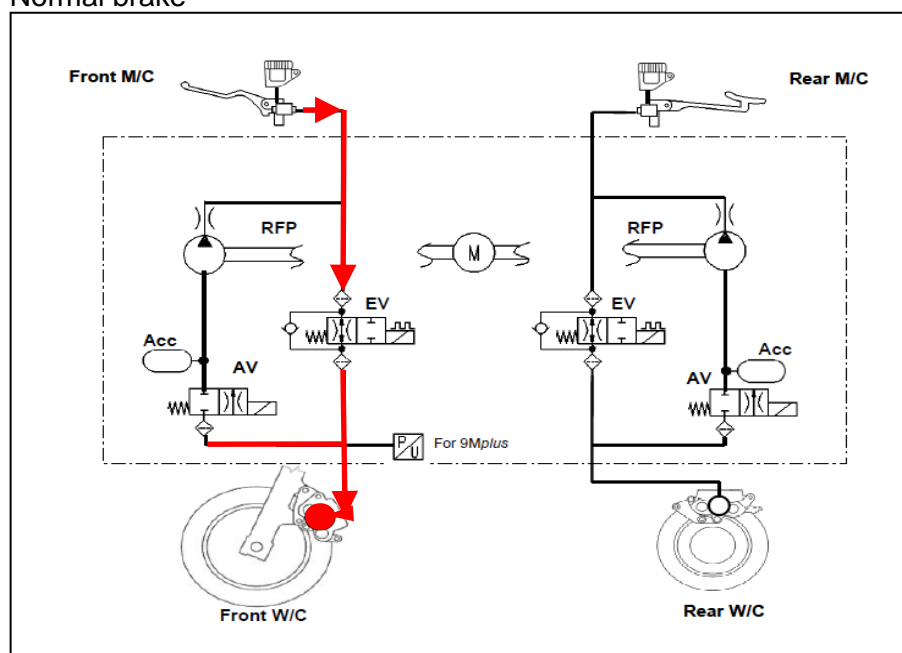 Normal brake
Front M/C
Rear M/C
RFP
M
RFP
EV
EV
Acc
Acc
AV
AV
P/U
For 9Mplus
Front W/C
Rear W/C